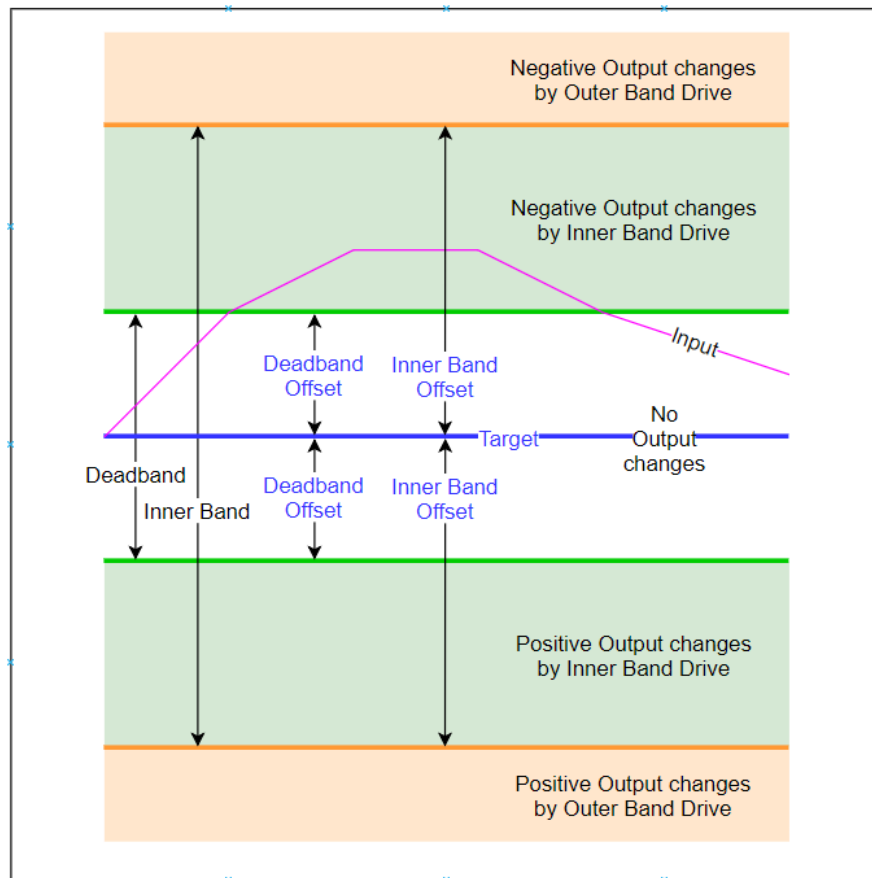 Negative Output changes
by Outer Band Drive
Negative Output changes
by Inner Band Drive
Input
Deadband
Offset
Inner Band
Offset
No
Output
changes
Target
Deadband
Inner Band
Deadband
Offset
Inner Band
Offset
Positive Output changes
by Inner Band Drive
Positive Output changes
by Outer Band Drive